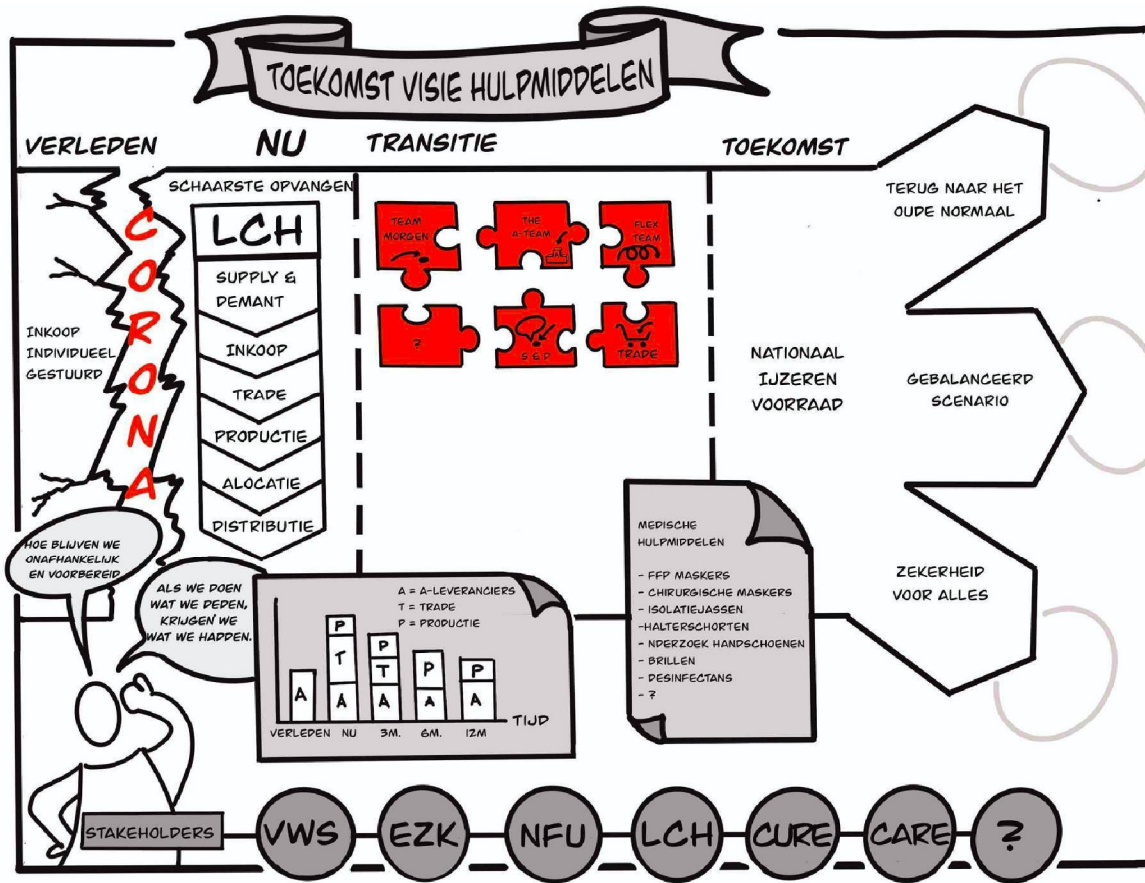 TOEKOMST VISIE HULPMIDDELEN
VERLEDEN
NU
TRANSITIE
TOEKOMST
INKOOP
INDIVIDUEEL
GESTUURD
CORONA
SCHAARSTE OPVANGEN
LCH
SUPPLY &
DEMANT
INKOOP
TRADE
PRODUCTIE
ALOCATIE
DISTRIBUTIE
TEAM
MORGEN
THE
A-TEAM
FLEX
TEAM
?
S & D
TRADE
NATIONAAL
IJZEREN
VOORRAAD
TERUG NAAR HET
OUDE NORMAAL
GEBALANCEERD
SCENARIO
ZEKERHEID
VOOR ALLES
HOE BLIJVEN WE
ONAFHANKELIJK
EN VOORBEREID
ALS WE DOEN
WAT WE DEDEN,
KRIJGEN WE
WAT WE HADDEN.
A = A-LEVERANCIERS
T = TRADE
P = PRODUCTIE
A
P
T
A
P
T
A
P
A
P
A
TIJD
VERLEDEN NU 3M. 6M. 12M
MEDISCHE
HULPMIDDELEN
- FFP MASKERS
- CHIRURGISCHE MASKERS
- ISOLATIEJASSEN
-HALTERSCHORTEN
- NDERZOEK HANDSCHOENEN
- BRILLEN
- DESINFECTANS
- ?
STAKEHOLDERS
VWS
EZK
NFU
LCH
CURE
CARE
?